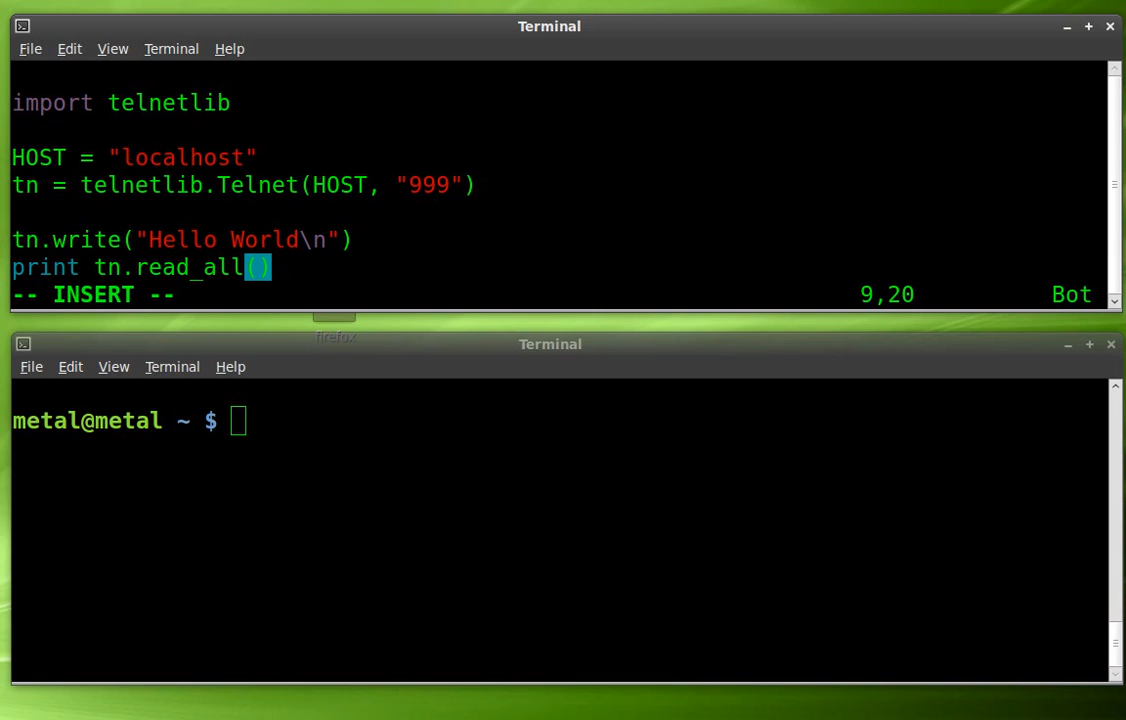 Terminal
File Edit View Terminal Help
import telnetlib
HOST = "localhost"
tn = telnetlib.Telnet(HOST, "999")
tn.write("Hello World\n")
print tn.read_all()
-- INSERT -- 9,20 Bot
firefox
Terminal
File Edit View Terminal Help
metal@metal ~ $